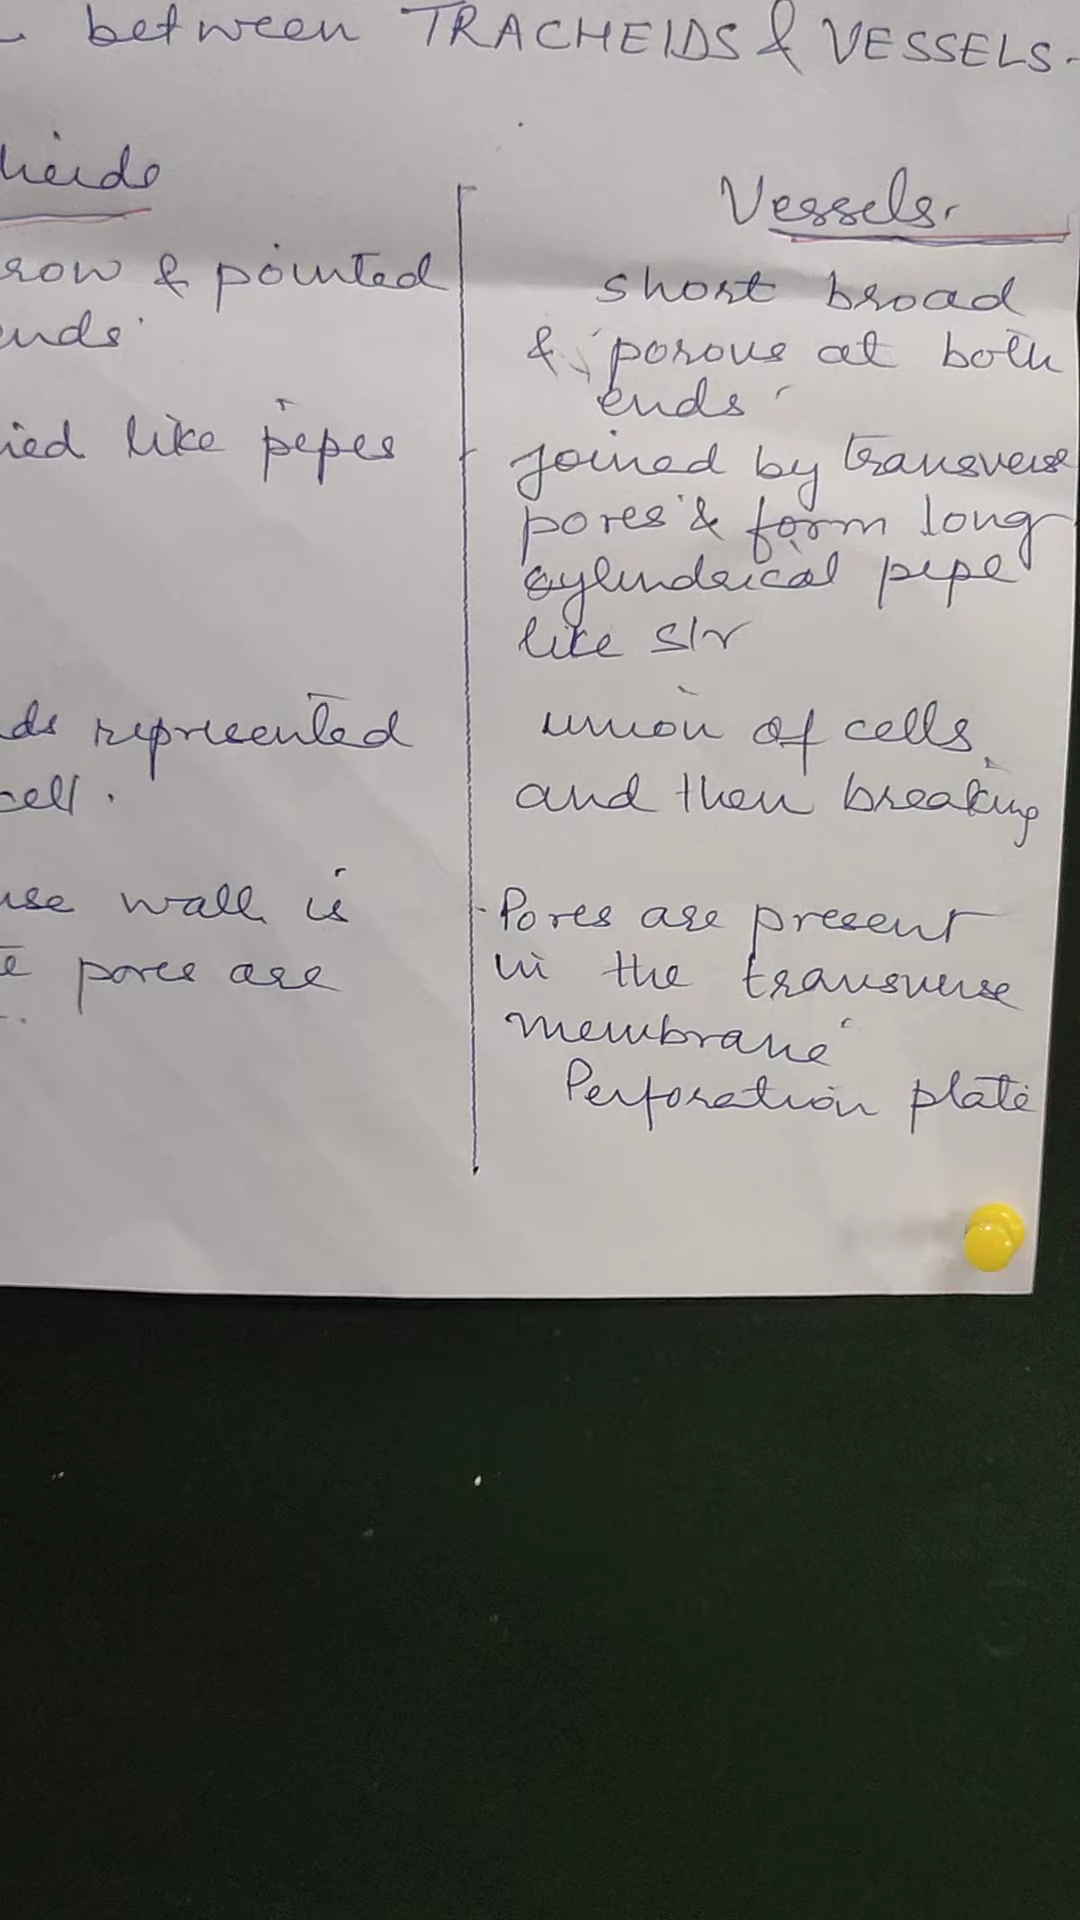 between TRACHEIDS & VESSELS.
heids
row & pointed
ends
ied like pipes
ds represented
cell.
use wall is
pores are
Vessels.
short broad
& porous at both
ends
Joined by transverse
pores & form long
cylindrical pipe
like s/r
union of cells
and then breaking
Pores are present
in the transverse
membrane
Perforation plate